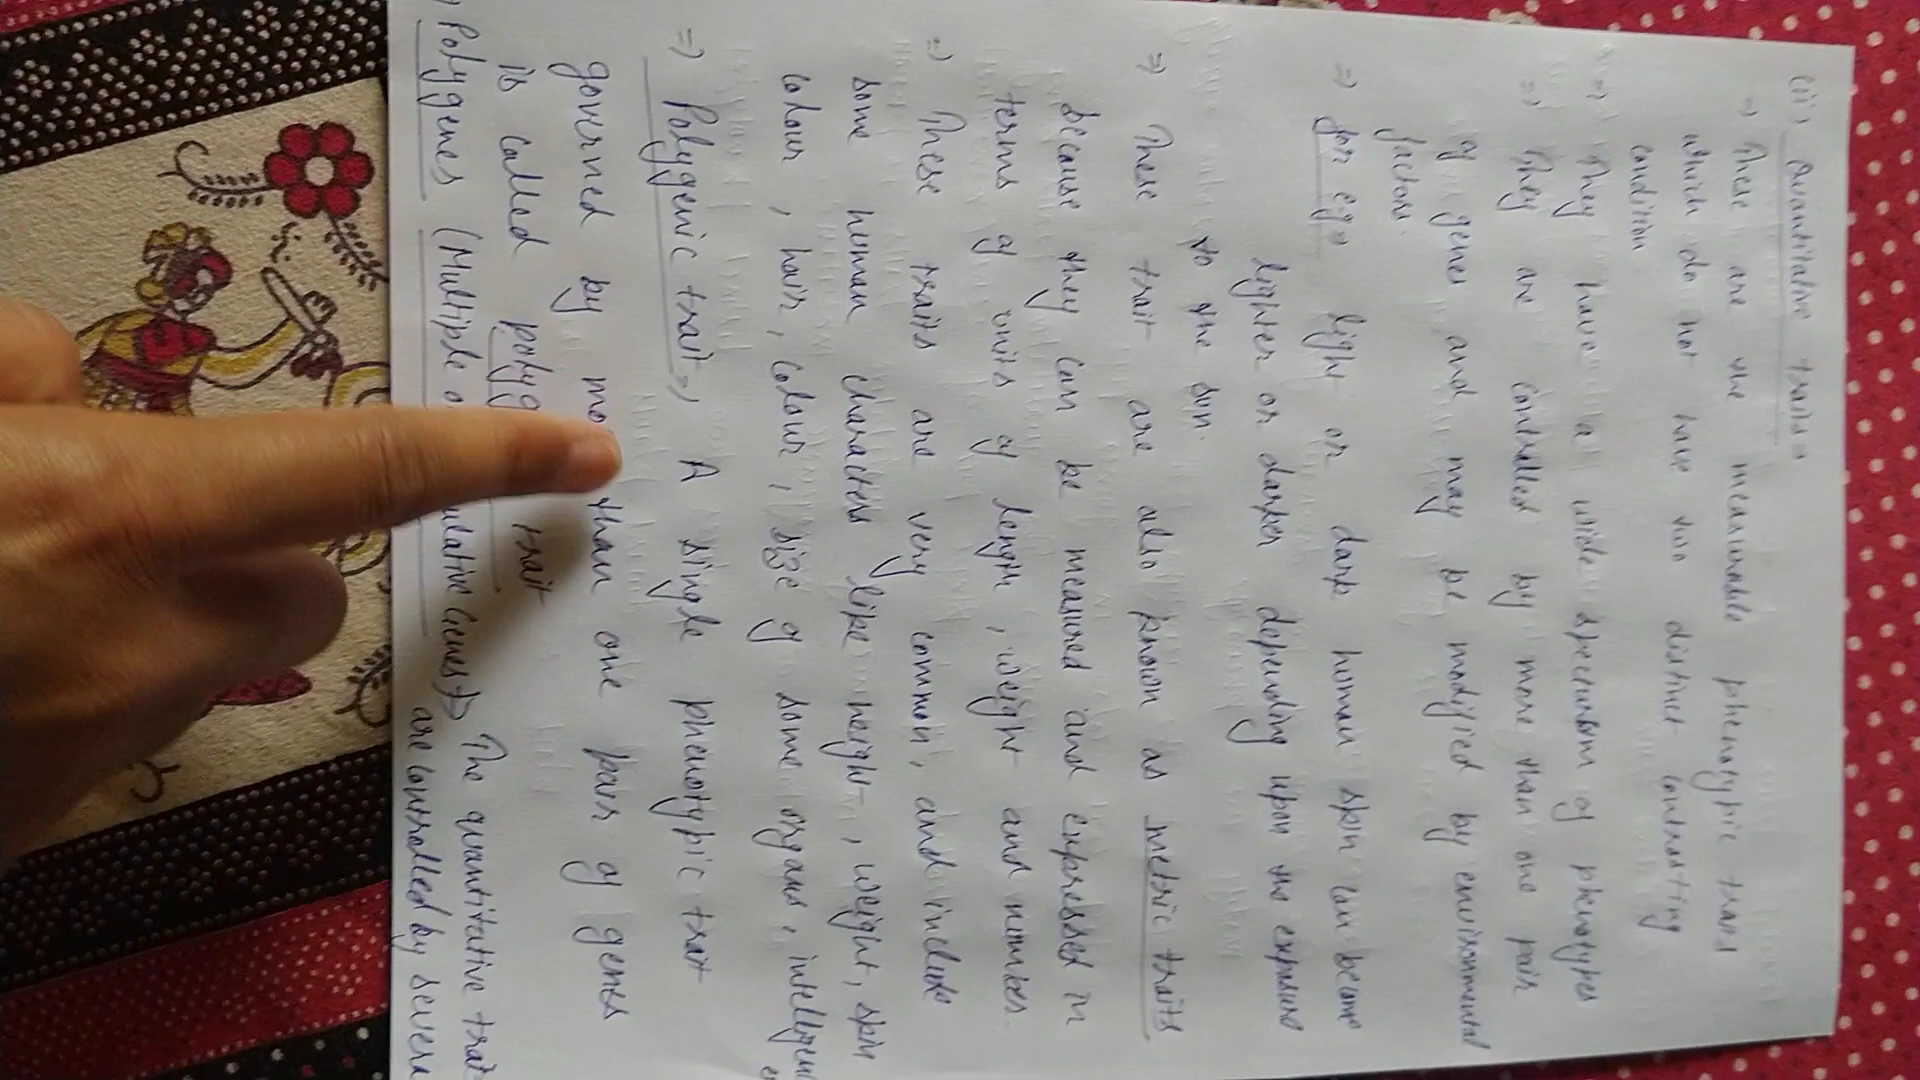 (ii), Quantitative traits
=> These are the measurable phenotypic traits
which do not have two distinct contrasting
condition
=> They have a wide spectrum of phenotypes
=> They are controlled by more than one pair
of genes and may be modified by environmental
factors.
=> for eg. light or dark human skin can become
lighter or darker depending upon the exposure
to the sun.
=> These trait are also known as metric traits
because they can be measured and expressed in
terms of units of length, weight and number.
=> These traits are very common, and include
some human characters like height, weight, skin
colour, hair, colour, size of some organs, intelligen
=> Polygenic trait => A single phenotypic trait
governed by mo than one pair of genes
is called polyg trait
Polygenes (Multiple o ulative Genes) => The quantitative trait
are controlled by severa